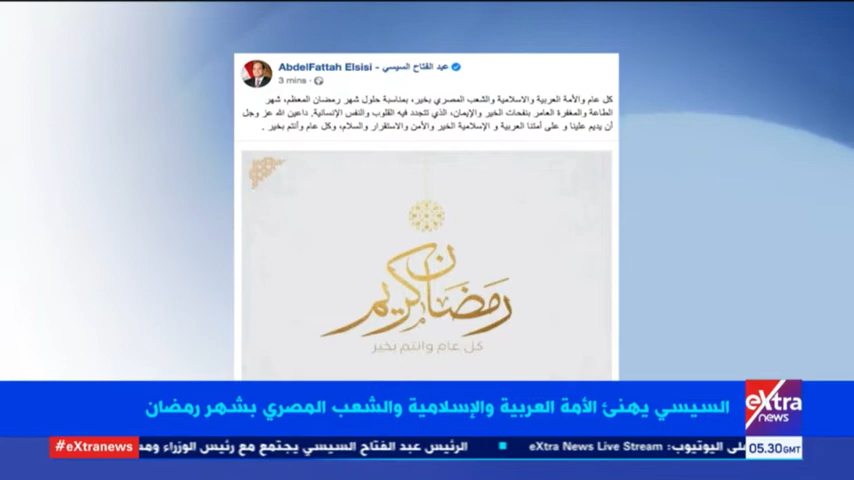 AbdelFattah Elsisi - عبد الفتاح السيسي
3 mins
كل عام والأمة العربية والاسلامية والشعب المصري بخير، بمناسبة حلول شهر رمضان المعظم، شهر
الطاعة والمغفرة العامر بنفحات الخير والإيمان، الذي تتجدد فيه القلوب والنفس الإنسانية. داعين الله عز وجل
أن يديم علينا و على أمتنا العربية و الإسلامية الخير والأمن والاستقرار والسلام، وكل عام وأنتم بخير .
رمضان كريم
كل عام وانتم بخير
السيسي يهنئ الأمة العربية والإسلامية والشعب المصري بشهر رمضان
eXtra news
#eXtranews
على اليوتيوب: eXtra News Live Stream
الرئيس عبد الفتاح السيسي يجتمع مع رئيس الوزراء
05.30 GMT